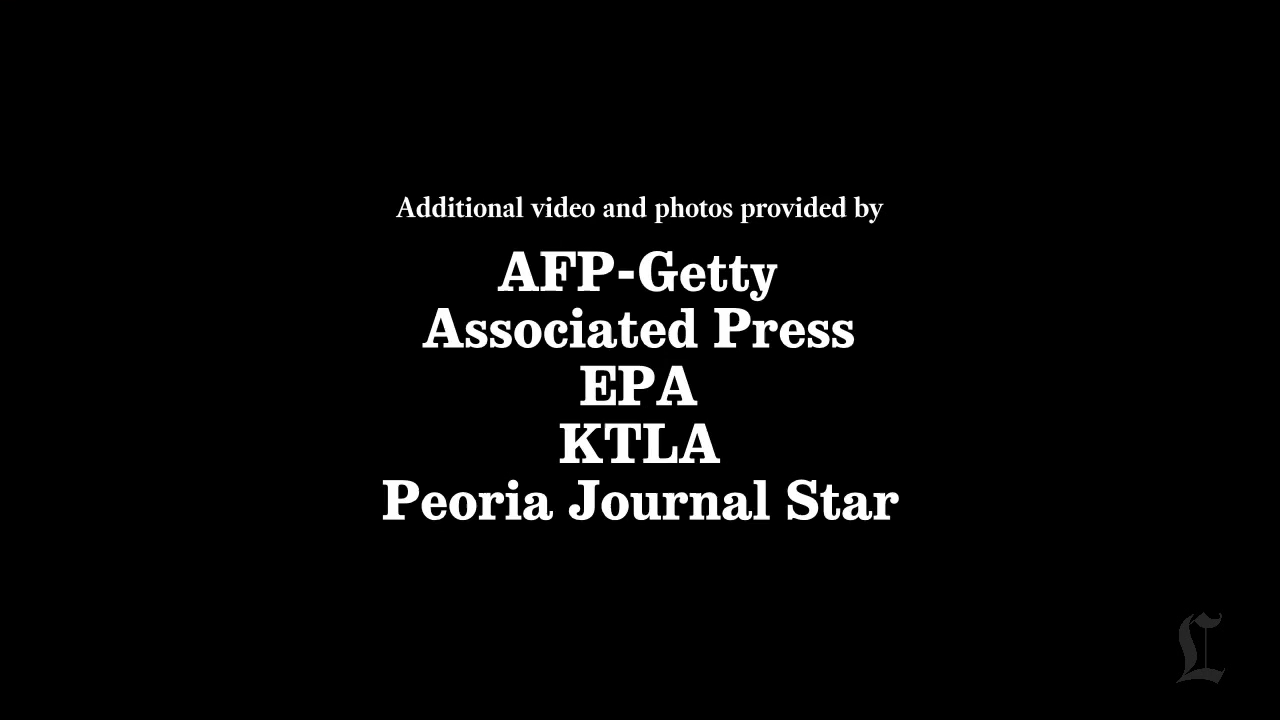 Additional video and photos provided by
AFP-Getty
Associated Press
EPA
KTLA
Peoria Journal Star
L